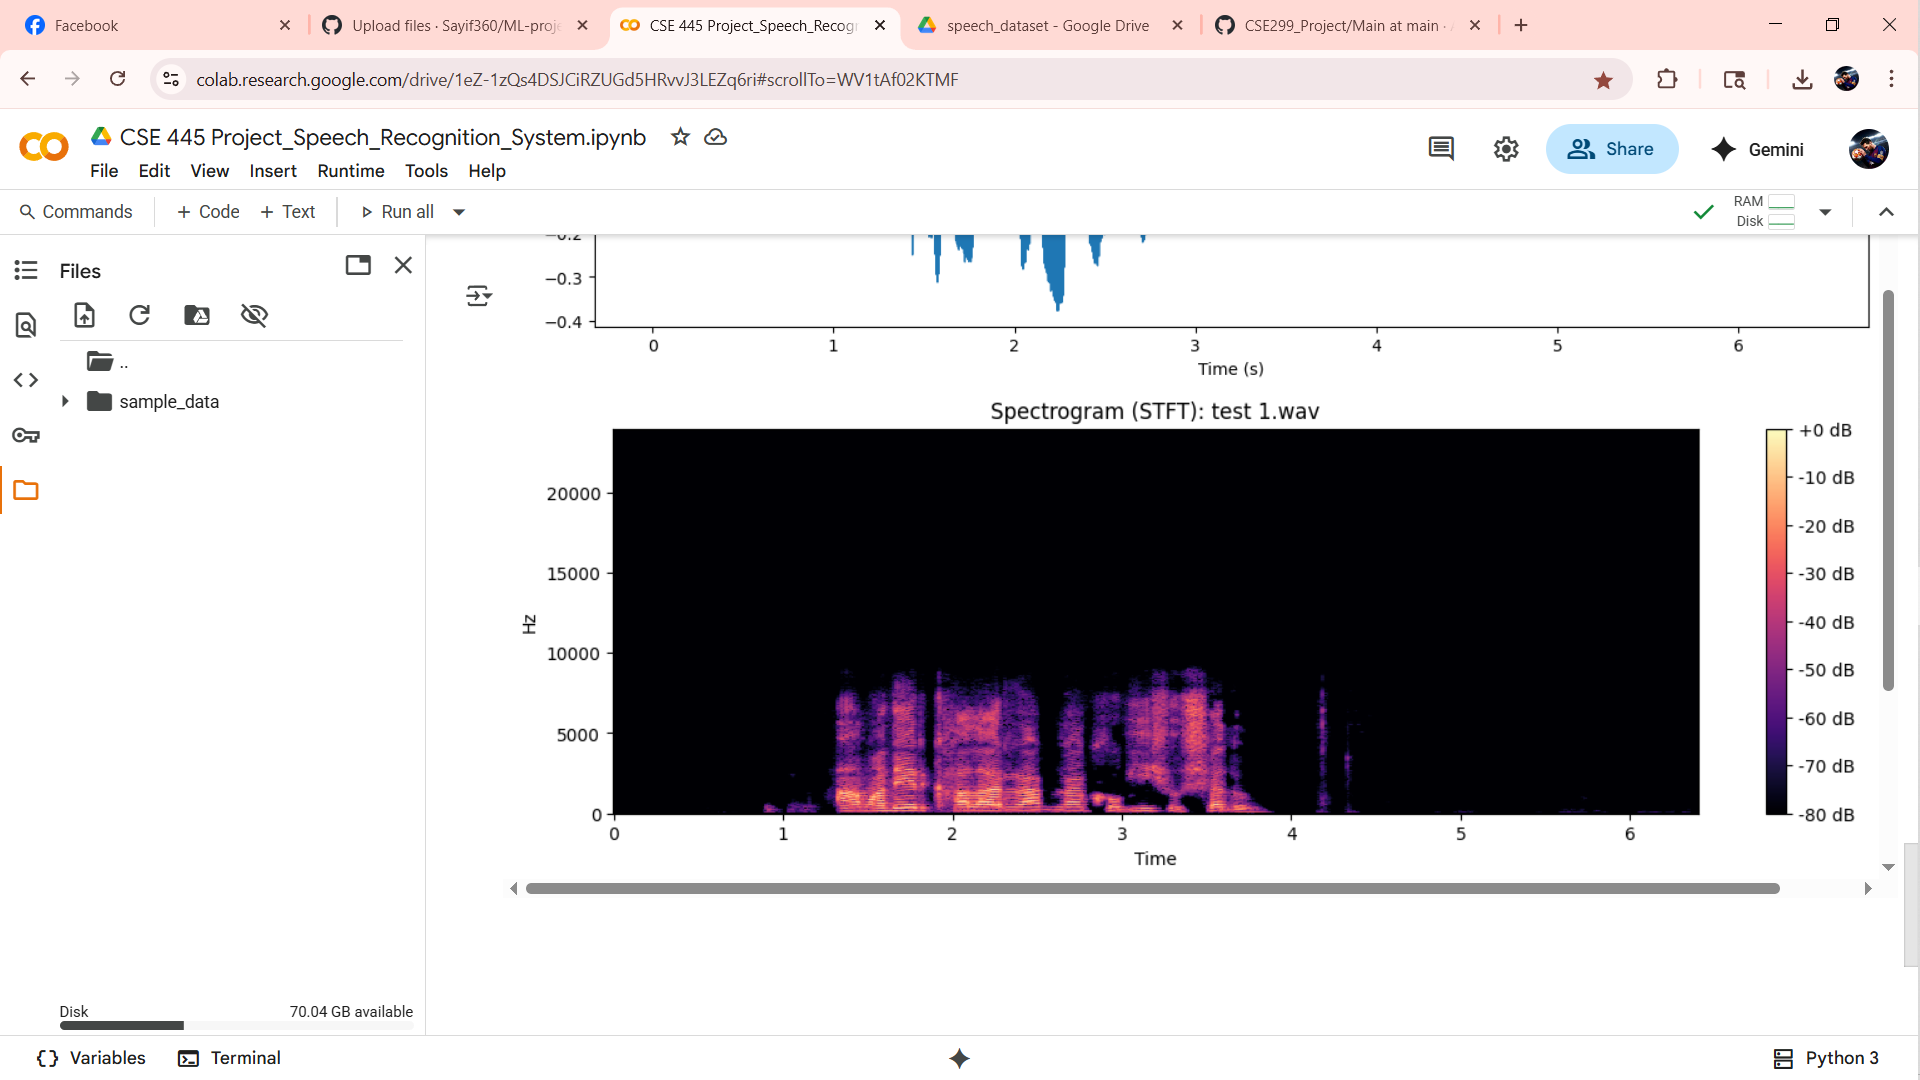 Facebook
Upload files · Sayif360/ML-proje
CSE 445 Project_Speech_Recogn
speech_dataset - Google Drive
CSE299_Project/Main at main ·
colab.research.google.com/drive/1eZ-1zQs4DSJCiRZUGd5HRvvJ3LEZq6ri#scrollTo=WV1tAf02KTMF
CSE 445 Project_Speech_Recognition_System.ipynb
File Edit View Insert Runtime Tools Help
Share
Gemini
Commands + Code + Text Run all
RAM
Disk
Files
..
sample_data
Disk 70.04 GB available
−0.2
−0.3
−0.4
0 1 2 3 4 5 6
Time (s)
Spectrogram (STFT): test 1.wav
20000
15000
10000
5000
0
Hz
0 1 2 3 4 5 6
Time
+0 dB
-10 dB
-20 dB
-30 dB
-40 dB
-50 dB
-60 dB
-70 dB
-80 dB
Variables Terminal
Python 3